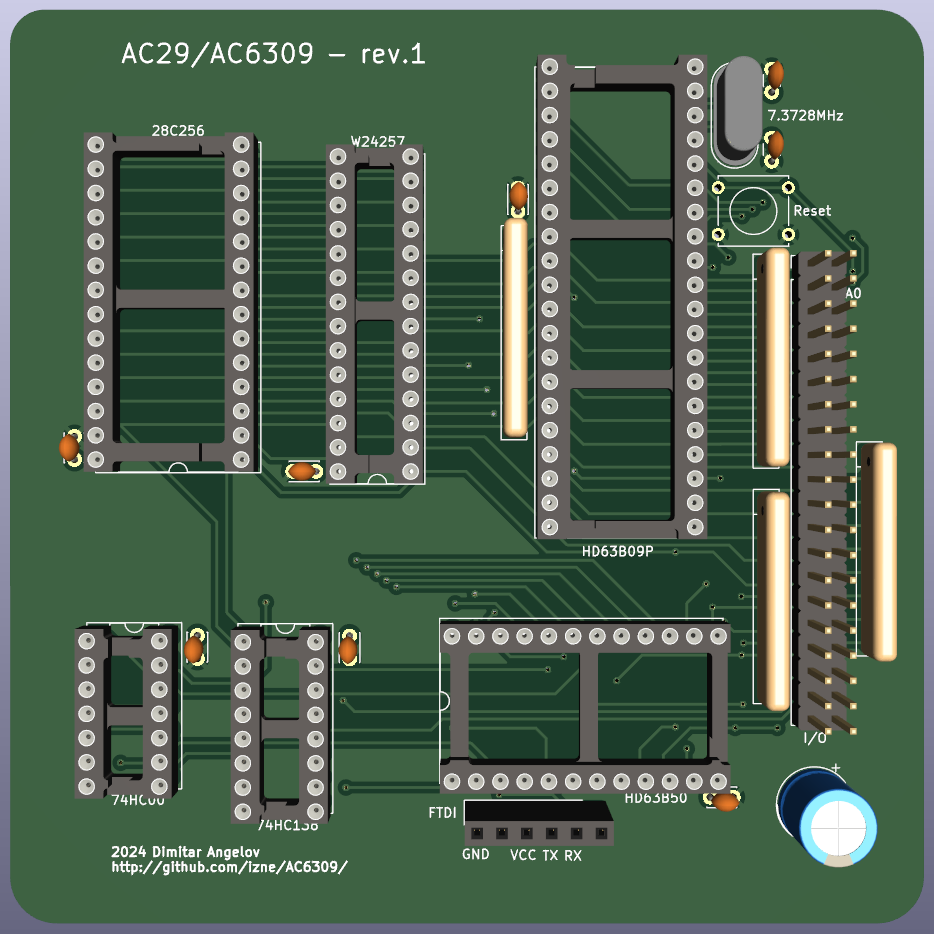 AC29/AC6309 – rev.1
28C256
W24257
7.3728MHz
Reset
A0
HD63B09P
I/O
+
74HC00
74HC138
HD63B50
FTDI
GND VCC TX RX
2024 Dimitar Angelov
http://github.com/izne/AC6309/